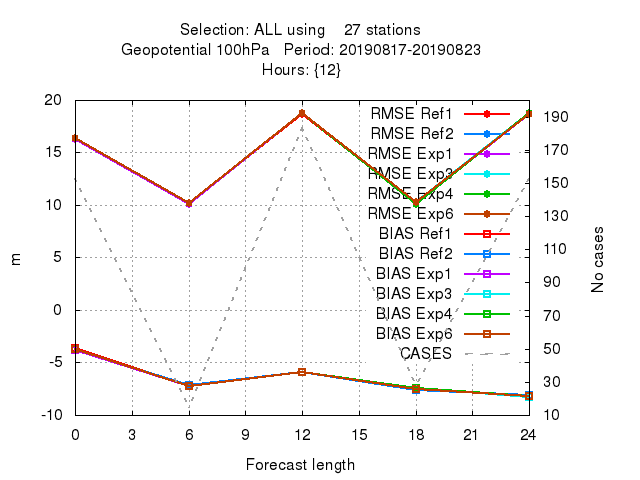 Selection: ALL using 27 stations
Geopotential 100hPa Period: 20190817-20190823
Hours: {12}
20
15
10
5
0
-5
-10
m
0 3 6 9 12 15 18 21 24
Forecast length
190
170
150
130
110
90
70
50
30
10
No cases
RMSE Ref1
RMSE Ref2
RMSE Exp1
RMSE Exp3
RMSE Exp4
RMSE Exp6
BIAS Ref1
BIAS Ref2
BIAS Exp1
BIAS Exp3
BIAS Exp4
BIAS Exp6
CASES